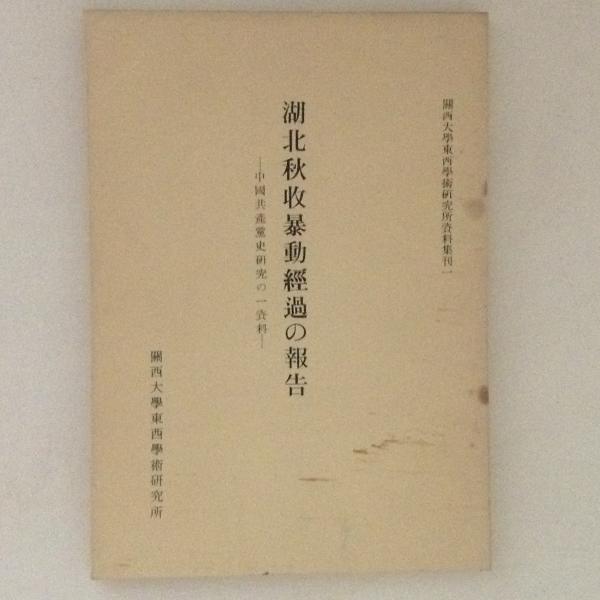 關西大學東西學術研究所資料集刊一
湖北秋收暴動經過の報告
―中國共產黨史研究の一資料―
關西大學東西學術研究所